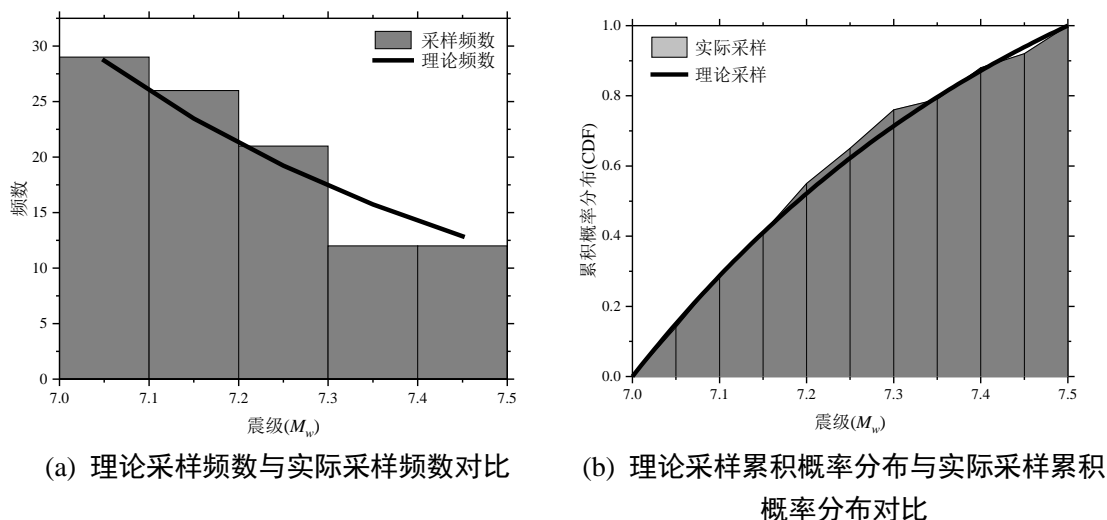 采样频数
理论频数
频数
30
25
20
15
10
5
0
7.0 7.1 7.2 7.3 7.4 7.5
震级(Mw)
(a) 理论采样频数与实际采样频数对比
实际采样
理论采样
累积概率分布(CDF)
1.0
0.8
0.6
0.4
0.2
0.0
7.0 7.1 7.2 7.3 7.4 7.5
震级(Mw)
(b) 理论采样累积概率分布与实际采样累积
概率分布对比